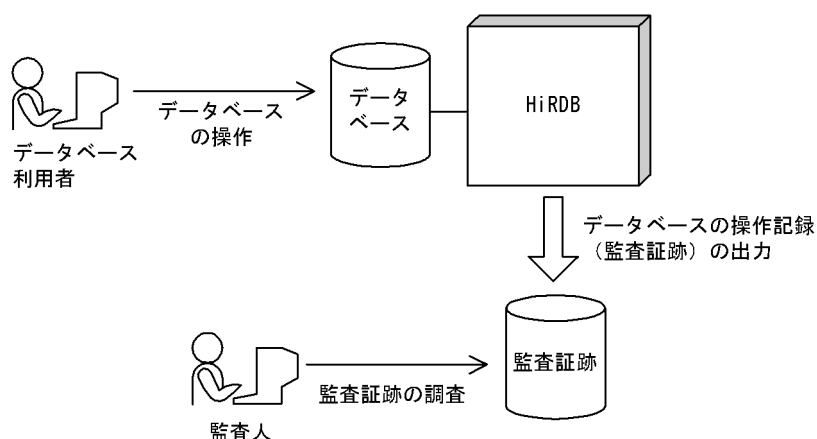 データベース
の操作
データ
ベース
HiRDB
データベース
利用者
データベースの操作記録
（監査証跡）の出力
監査証跡
監査証跡の調査
監査人